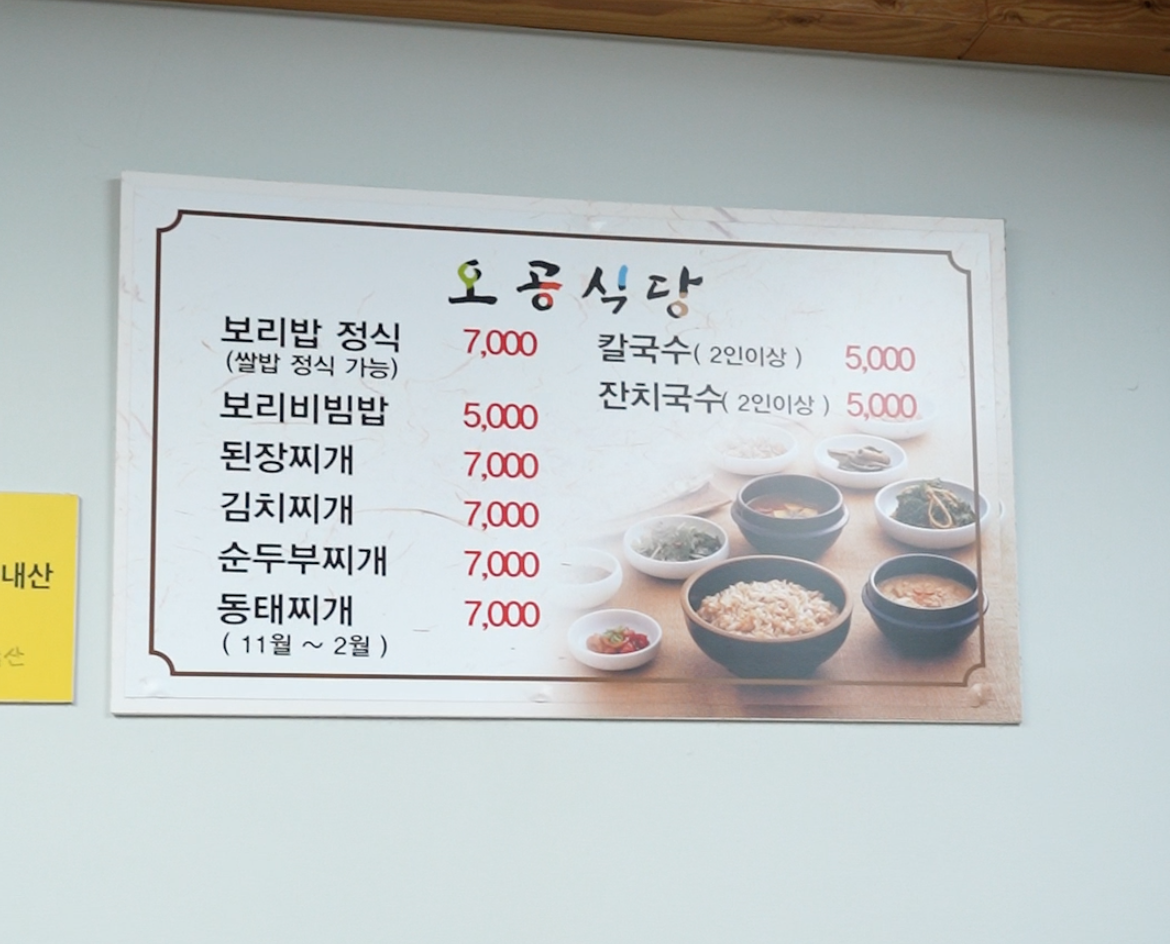 오공식당
보리밥 정식 7,000
(쌀밥 정식 가능)
보리비빔밥 5,000
된장찌개 7,000
김치찌개 7,000
순두부찌개 7,000
동태찌개 7,000
( 11월 ~ 2월 )
칼국수( 2인이상 ) 5,000
잔치국수( 2인이상 ) 5,000
내산
산